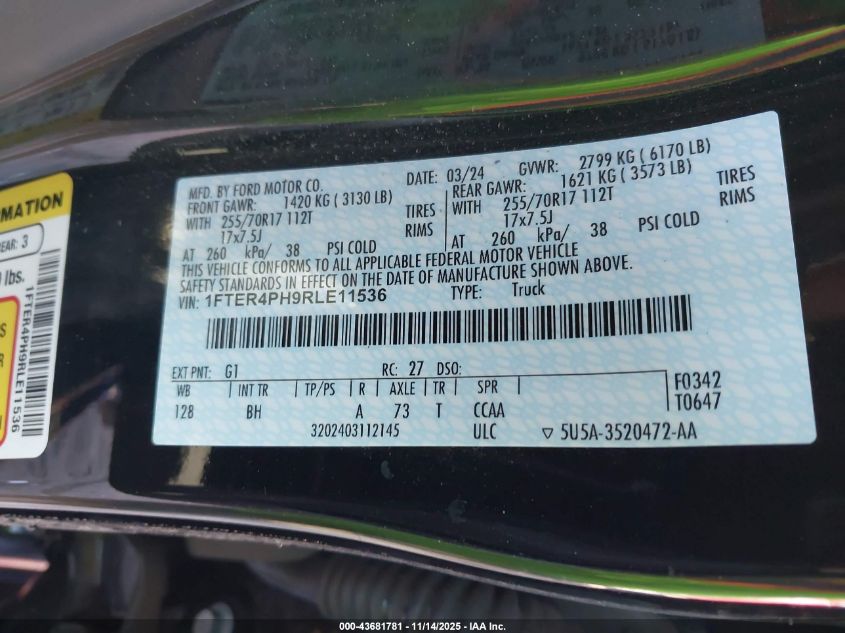 MFD. BY FORD MOTOR CO.
DATE: 03/24 GVWR: 2799 KG ( 6170 LB)
FRONT GAWR: 1420 KG ( 3130 LB)
REAR GAWR: 1621 KG ( 3573 LB)
WITH 255/70R17 112T TIRES
WITH 255/70R17 112T TIRES
17x7.5J RIMS
17x7.5J RIMS
AT 260 kPa/ 38 PSI COLD
AT 260 kPa/ 38 PSI COLD
THIS VEHICLE CONFORMS TO ALL APPLICABLE FEDERAL MOTOR VEHICLE
SAFETY STANDARDS IN EFFECT ON THE DATE OF MANUFACTURE SHOWN ABOVE.
VIN: 1FTER4PH9RLE11536 TYPE: Truck
EXT PNT: G1 RC: 27 DSO:
WB | INT TR | TP/PS | R | AXLE | TR | SPR |
128 BH A 73 T CCAA
F0342
T0647
3202403112145 ULC ▽ 5U5A-3520472-AA
REAR: 3
lbs.
1FTER4PH9RLE11536
000-43681781 - 11/14/2025 - IAA Inc.